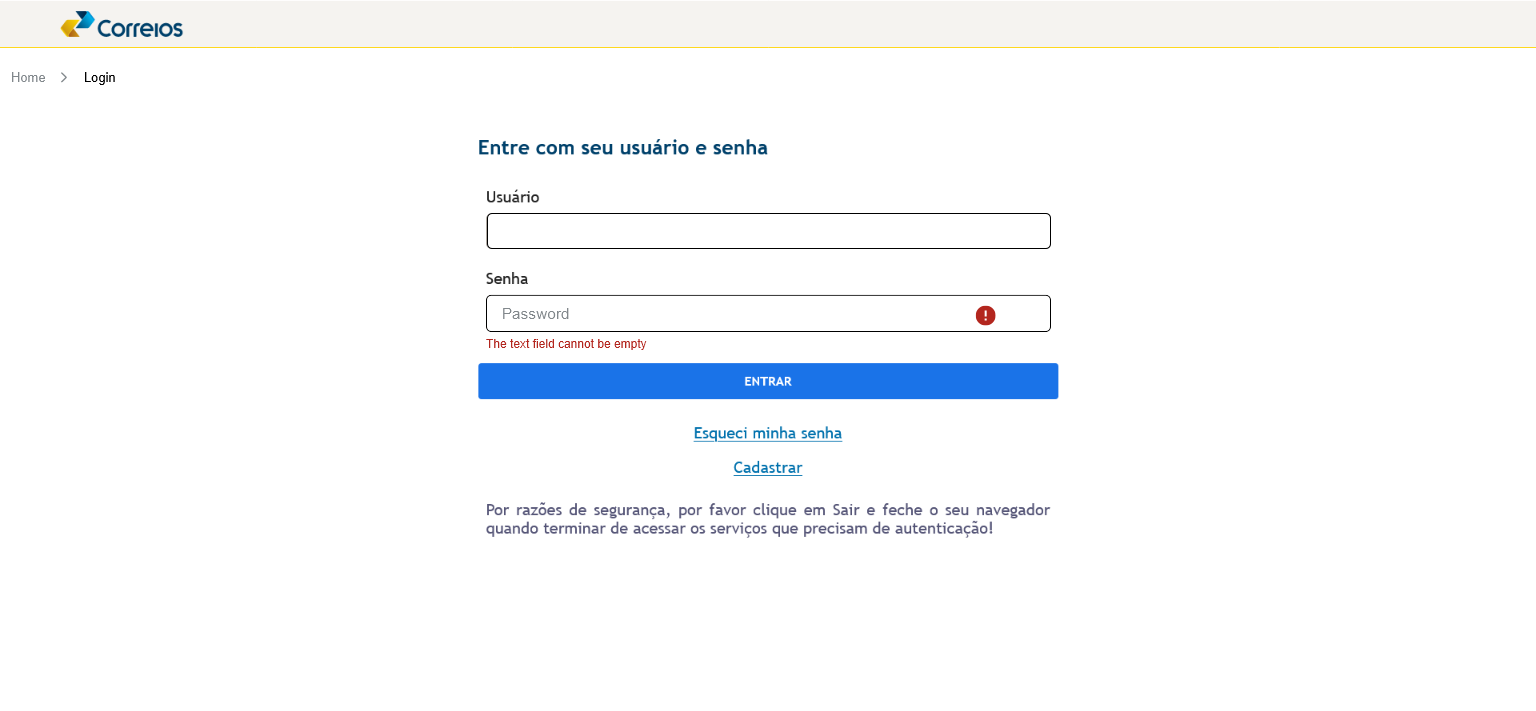 Correios
Home > Login
Entre com seu usuário e senha
Usuário
Senha
Password
The text field cannot be empty
ENTRAR
Esqueci minha senha
Cadastrar
Por razões de segurança, por favor clique em Sair e feche o seu navegador
quando terminar de acessar os serviços que precisam de autenticação!